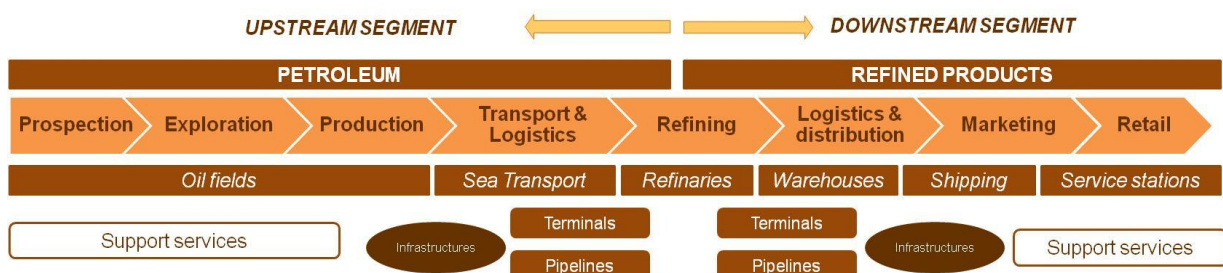 UPSTREAM SEGMENT
DOWNSTREAM SEGMENT
PETROLEUM
REFINED PRODUCTS
Prospection
Exploration
Production
Transport &
Logistics
Refining
Logistics &
distribution
Marketing
Retail
Oil fields
Sea Transport
Refinaries
Warehouses
Shipping
Service stations
Support services
Infrastructures
Terminals
Pipelines
Terminals
Pipelines
Infrastructures
Support services